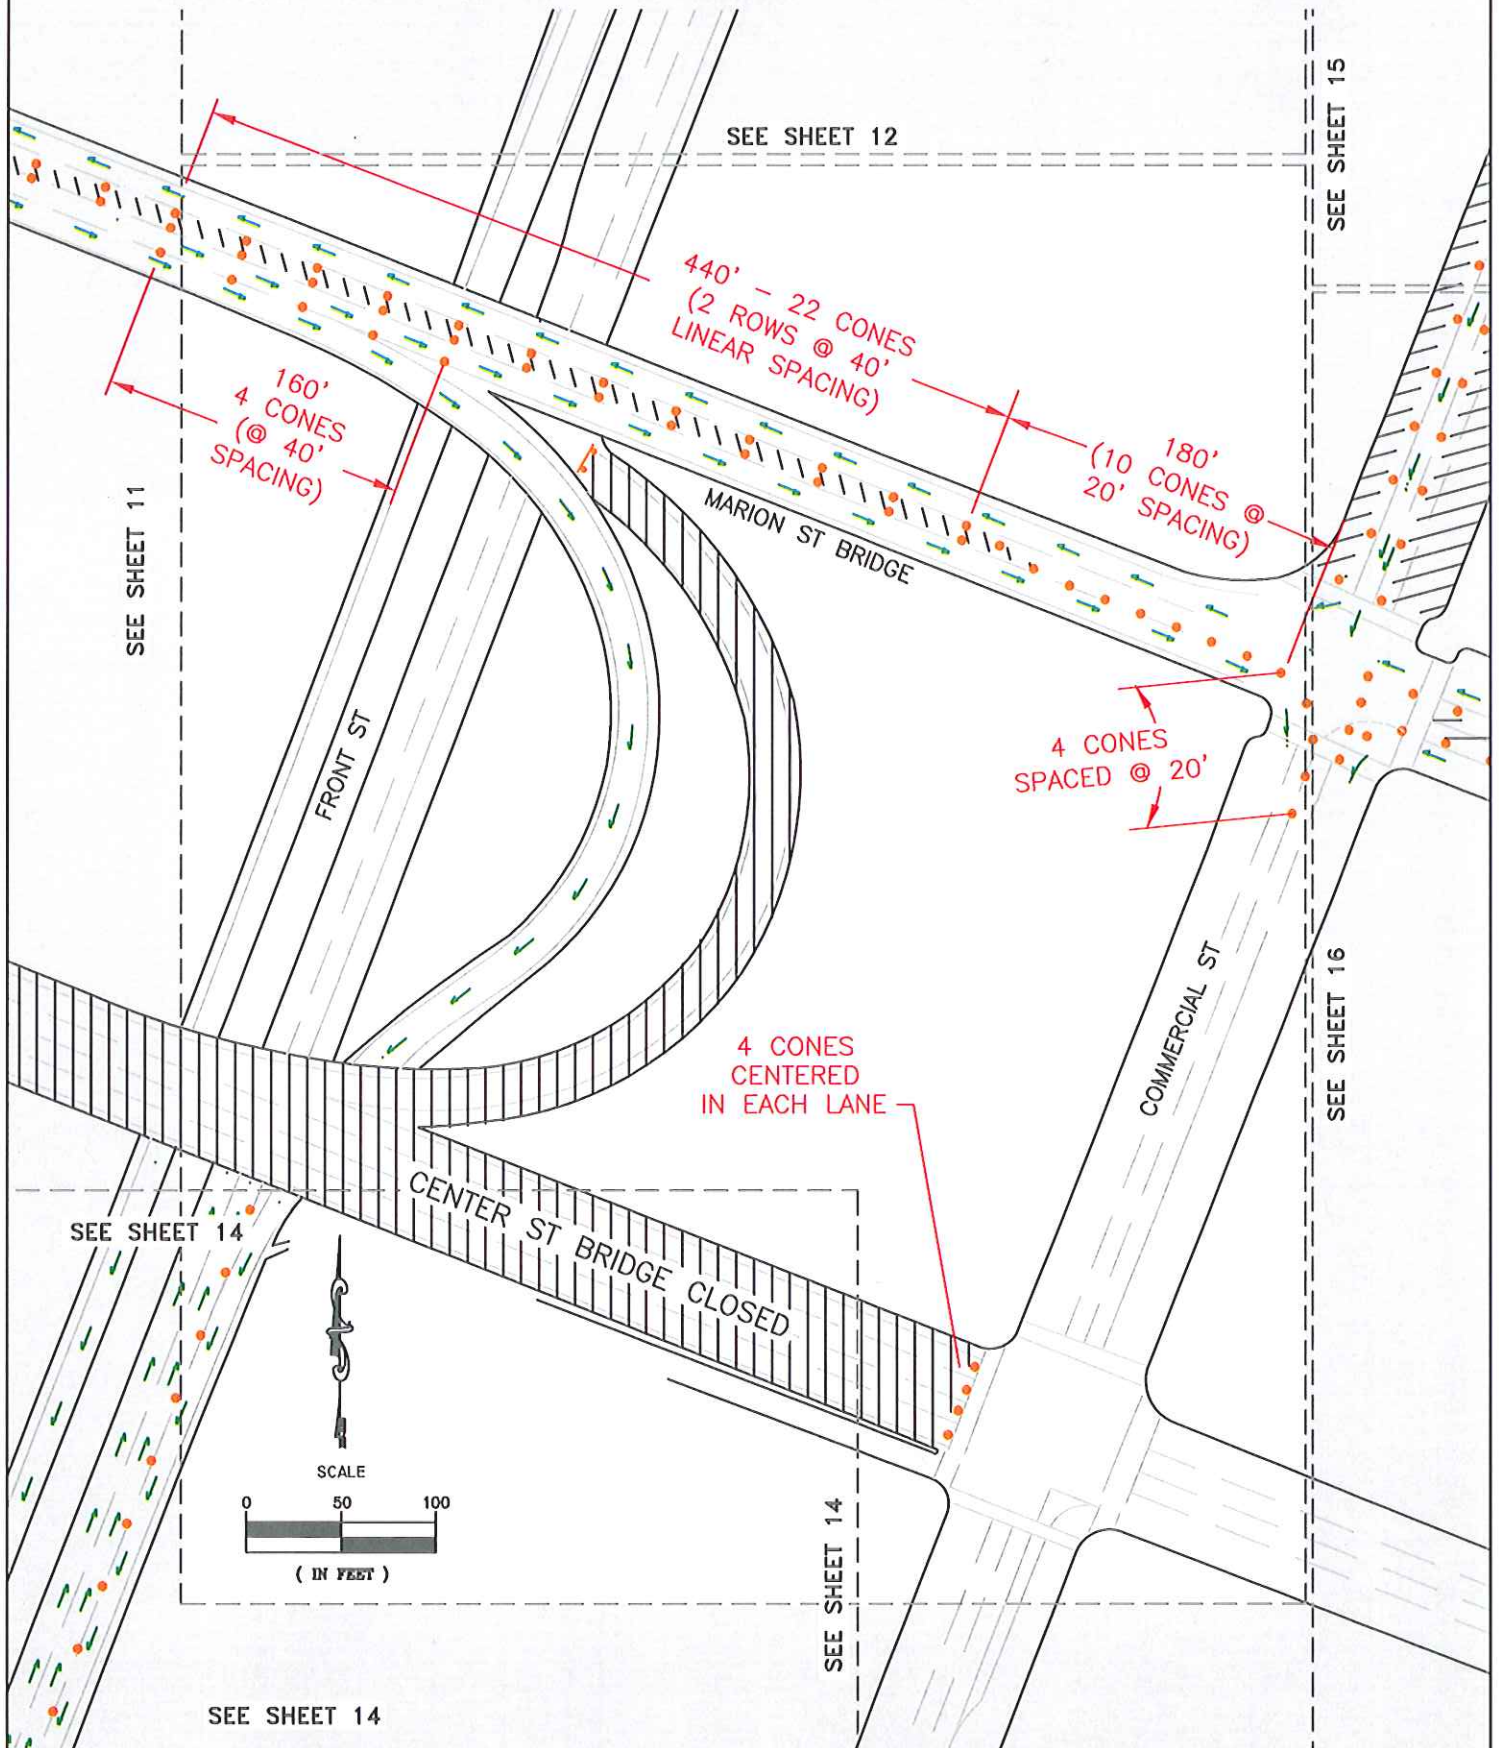 SEE SHEET 12
SEE SHEET 15
440' - 22 CONES
(2 ROWS @ 40'
LINEAR SPACING)
160'
4 CONES
(@ 40'
SPACING)
180'
(10 CONES @
20' SPACING)
SEE SHEET 11
MARION ST BRIDGE
FRONT ST
4 CONES
SPACED @ 20'
COMMERCIAL ST
SEE SHEET 16
4 CONES
CENTERED
IN EACH LANE
CENTER ST BRIDGE CLOSED
SEE SHEET 14
SCALE
0 50 100
( IN FEET )
SEE SHEET 14
SEE SHEET 14